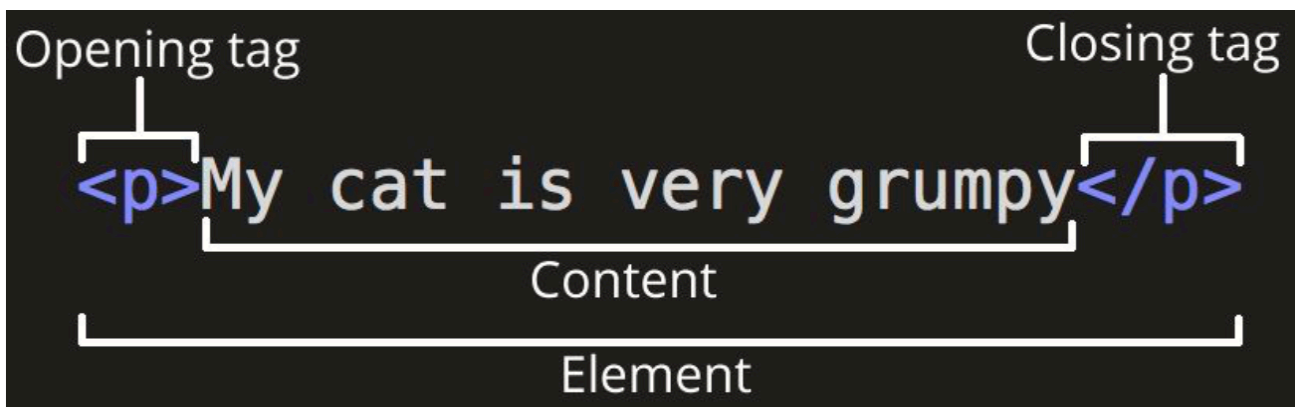 Opening tag
Closing tag
<p>My cat is very grumpy</p>
Content
Element